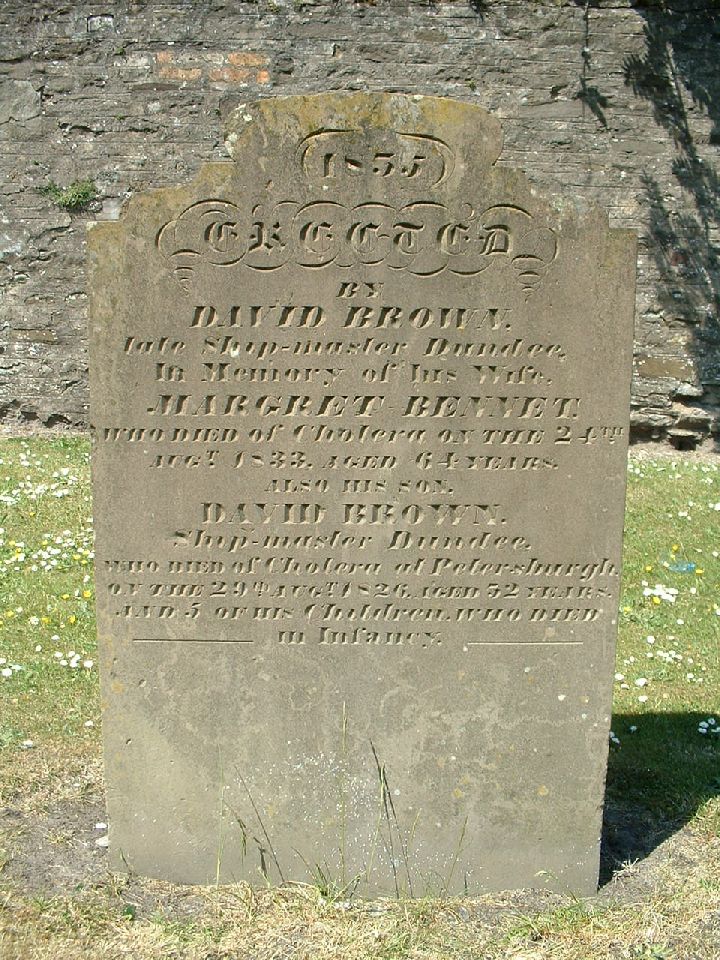 1835
ERECTED
BY
DAVID BROWN.
late Ship-master Dundee,
In Memory of his Wife,
MARGRET BENNET.
WHO DIED of Cholera ON THE 24TH
AUGT 1833. AGED 64 YEARS.
ALSO HIS SON,
DAVID BROWN.
Ship-master Dundee.
WHO DIED of Cholera at Petersburgh,
ON THE 29th AUGT 1826, AGED 32 YEARS.
AND 5 OF HIS Children, WHO DIED
in Infancy.